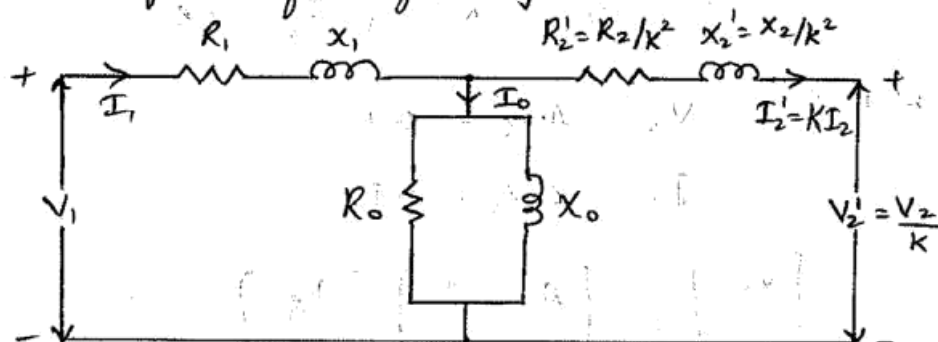 R₁ X₁ R₂' = R₂/K² X₂' = X₂/K²
+ +
I₁ I₀ I₂' = KI₂
V₁ R₀ X₀ V₂' = V₂/K
- -